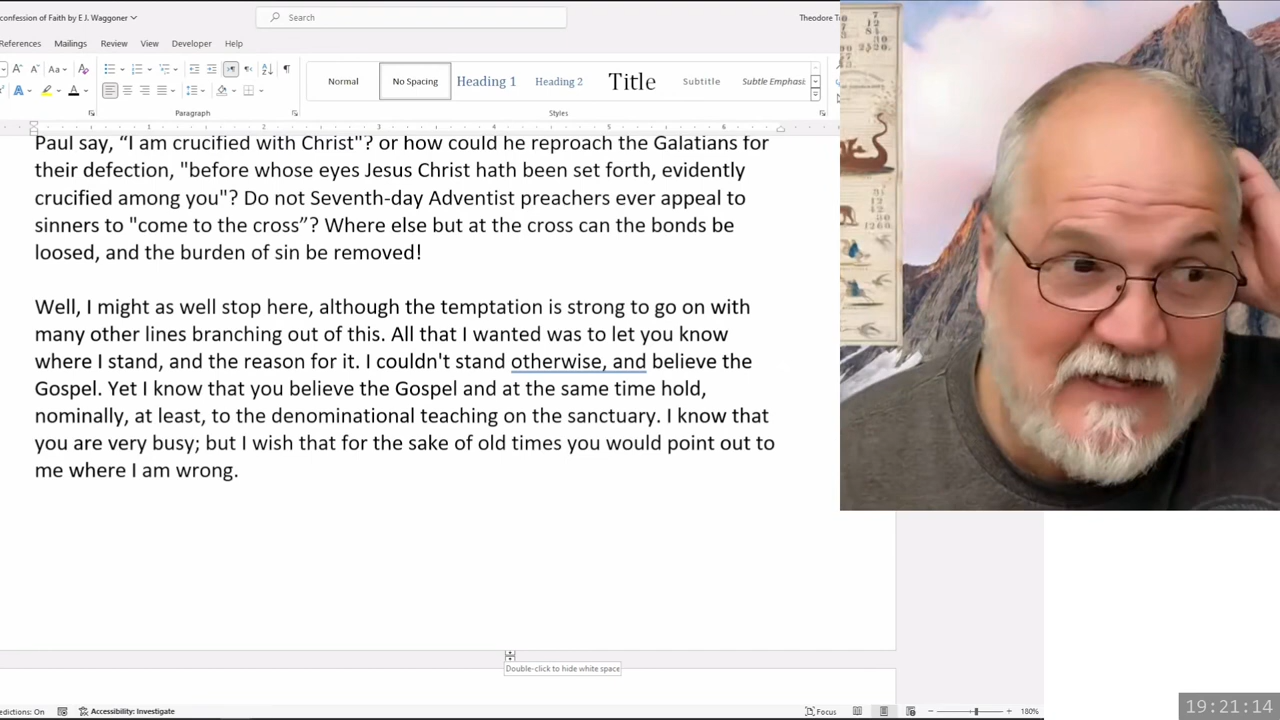 confession of Faith by E J. Waggoner
Search
Theodore
References Mailings Review View Developer Help
Aa
Normal
No Spacing
Heading 1
Heading 2
Title
Subtitle
Subtle Emphasi
Paragraph
Styles
1 2 3 4 5 6
Paul say, “I am crucified with Christ"? or how could he reproach the Galatians for
their defection, "before whose eyes Jesus Christ hath been set forth, evidently
crucified among you"? Do not Seventh-day Adventist preachers ever appeal to
sinners to "come to the cross”? Where else but at the cross can the bonds be
loosed, and the burden of sin be removed!
Well, I might as well stop here, although the temptation is strong to go on with
many other lines branching out of this. All that I wanted was to let you know
where I stand, and the reason for it. I couldn't stand otherwise, and believe the
Gospel. Yet I know that you believe the Gospel and at the same time hold,
nominally, at least, to the denominational teaching on the sanctuary. I know that
you are very busy; but I wish that for the sake of old times you would point out to
me where I am wrong.
Double-click to hide white space
edictions: On
Accessibility: Investigate
Focus
180%
19:21:14